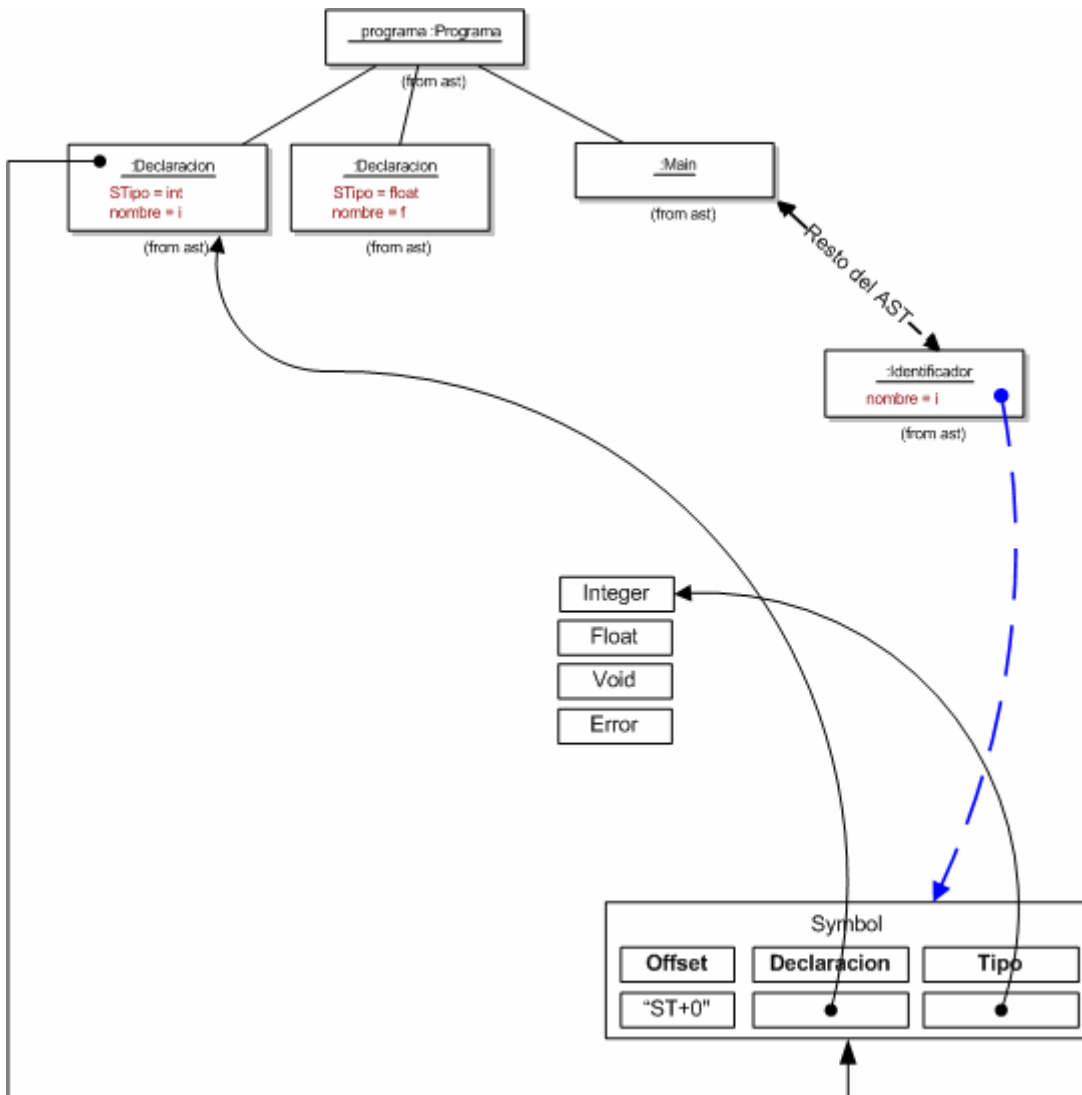 programa :Programa
(from ast)
:Declaracion
STipo = int
nombre = i
(from ast)
:Declaracion
STipo = float
nombre = f
(from ast)
:Main
(from ast)
Resto del AST
:Identificador
nombre = i
(from ast)
Integer
Float
Void
Error
Symbol
Offset Declaracion Tipo
“ST+0"